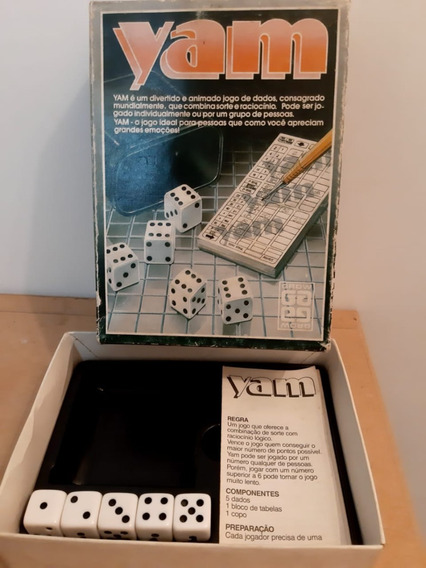 yam
YAM é um divertido e animado jogo de dados, consagrado
mundialmente, que combina sorte e raciocínio. Pode ser jo-
gado individualmente ou por um grupo de pessoas.
YAM - o jogo ideal para pessoas que como você apreciam
grandes emoções!
yam
yam
yam
GROW
yam
REGRA
Um jogo que oferece a
combinação de sorte com
raciocínio lógico.
Vence o jogo quem conseguir o
maior número de pontos possível.
Yam pode ser jogado por um
número qualquer de pessoas.
Porém, jogar com um número
superior a 6 pode tornar o jogo
muito lento.
COMPONENTES
5 dados
1 bloco de tabelas
1 copo
PREPARAÇÃO
Cada jogador precisa de uma